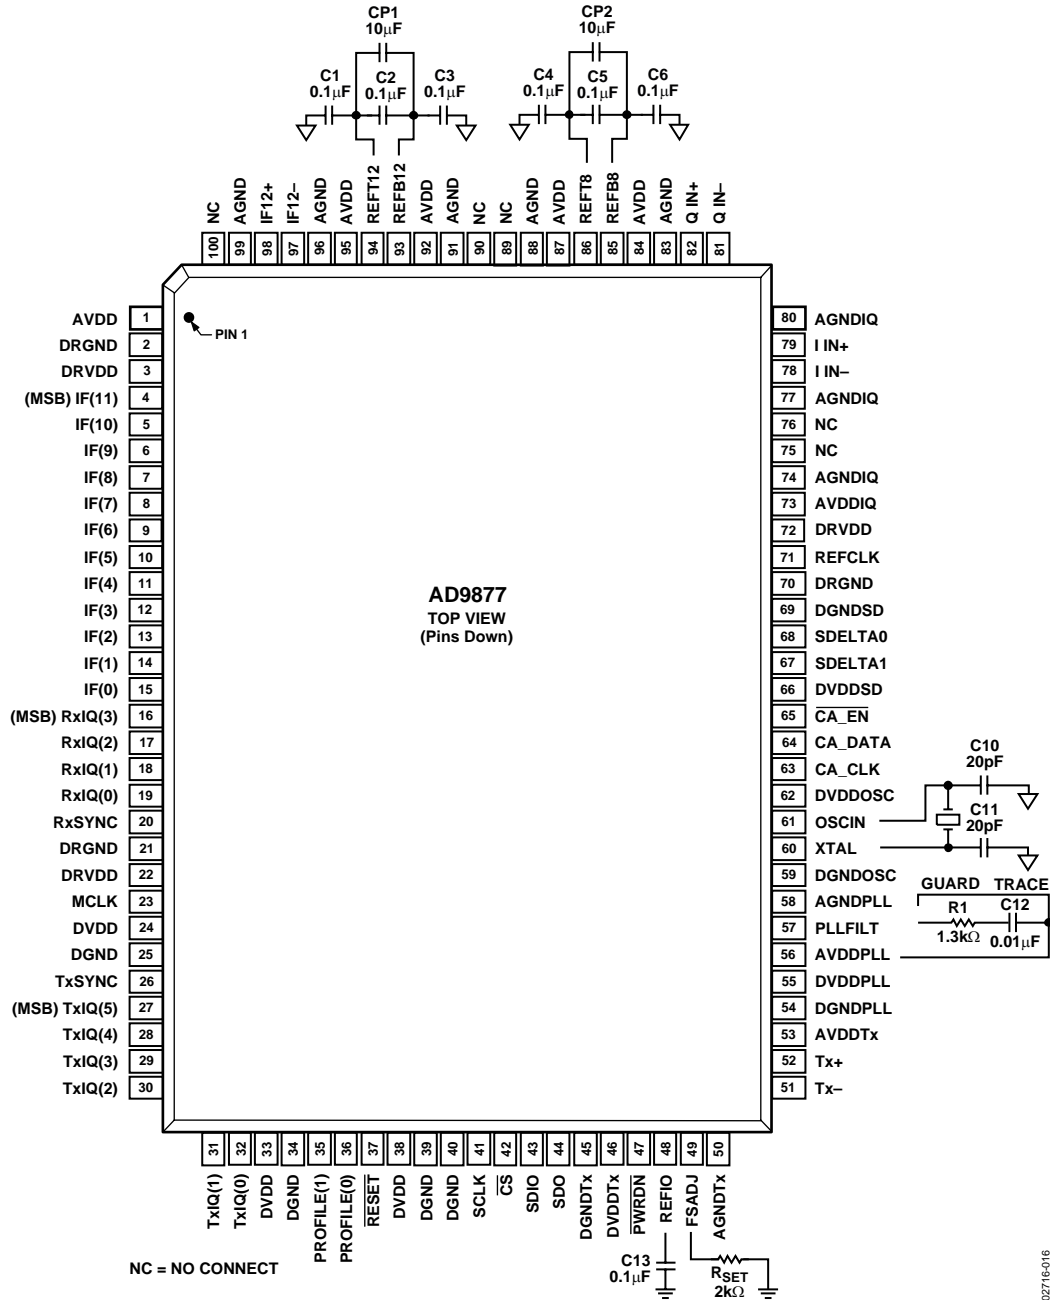 CP1
10µF
CP2
10µF
C1
0.1µF
C2
0.1µF
C3
0.1µF
C4
0.1µF
C5
0.1µF
C6
0.1µF
NC
AGND
IF12+
IF12–
AGND
AVDD
REFT12
REFB12
AVDD
AGND
NC
NC
AGND
AVDD
REFT8
REFB8
AVDD
AGND
Q IN+
Q IN–
100
99
98
97
96
95
94
93
92
91
90
89
88
87
86
85
84
83
82
81
PIN 1
AVDD 1
DRGND 2
DRVDD 3
(MSB) IF(11) 4
IF(10) 5
IF(9) 6
IF(8) 7
IF(7) 8
IF(6) 9
IF(5) 10
IF(4) 11
IF(3) 12
IF(2) 13
IF(1) 14
IF(0) 15
(MSB) RxIQ(3) 16
RxIQ(2) 17
RxIQ(1) 18
RxIQ(0) 19
RxSYNC 20
DRGND 21
DRVDD 22
MCLK 23
DVDD 24
DGND 25
TxSYNC 26
(MSB) TxIQ(5) 27
TxIQ(4) 28
TxIQ(3) 29
TxIQ(2) 30
AD9877
TOP VIEW
(Pins Down)
80 AGNDIQ
79 I IN+
78 I IN–
77 AGNDIQ
76 NC
75 NC
74 AGNDIQ
73 AVDDIQ
72 DRVDD
71 REFCLK
70 DRGND
69 DGNDSD
68 SDELTA0
67 SDELTA1
66 DVDDSD
65 CA_EN
64 CA_DATA
63 CA_CLK
62 DVDDOSC
61 OSCIN
60 XTAL
59 DGNDOSC
58 AGNDPLL
57 PLLFILT
56 AVDDPLL
55 DVDDPLL
54 DGNDPLL
53 AVDDTx
52 Tx+
51 Tx–
C10
20pF
C11
20pF
GUARD TRACE
R1
1.3kΩ
C12
0.01µF
31
32
33
34
35
36
37
38
39
40
41
42
43
44
45
46
47
48
49
50
TxIQ(1)
TxIQ(0)
DVDD
DGND
PROFILE(1)
PROFILE(0)
RESET
DVDD
DGND
DGND
SCLK
CS
SDIO
SDO
DGNDTx
DVDDTx
PWRDN
REFIO
FSADJ
AGNDTx
C13
0.1µF
RSET
2kΩ
NC = NO CONNECT
02716-016